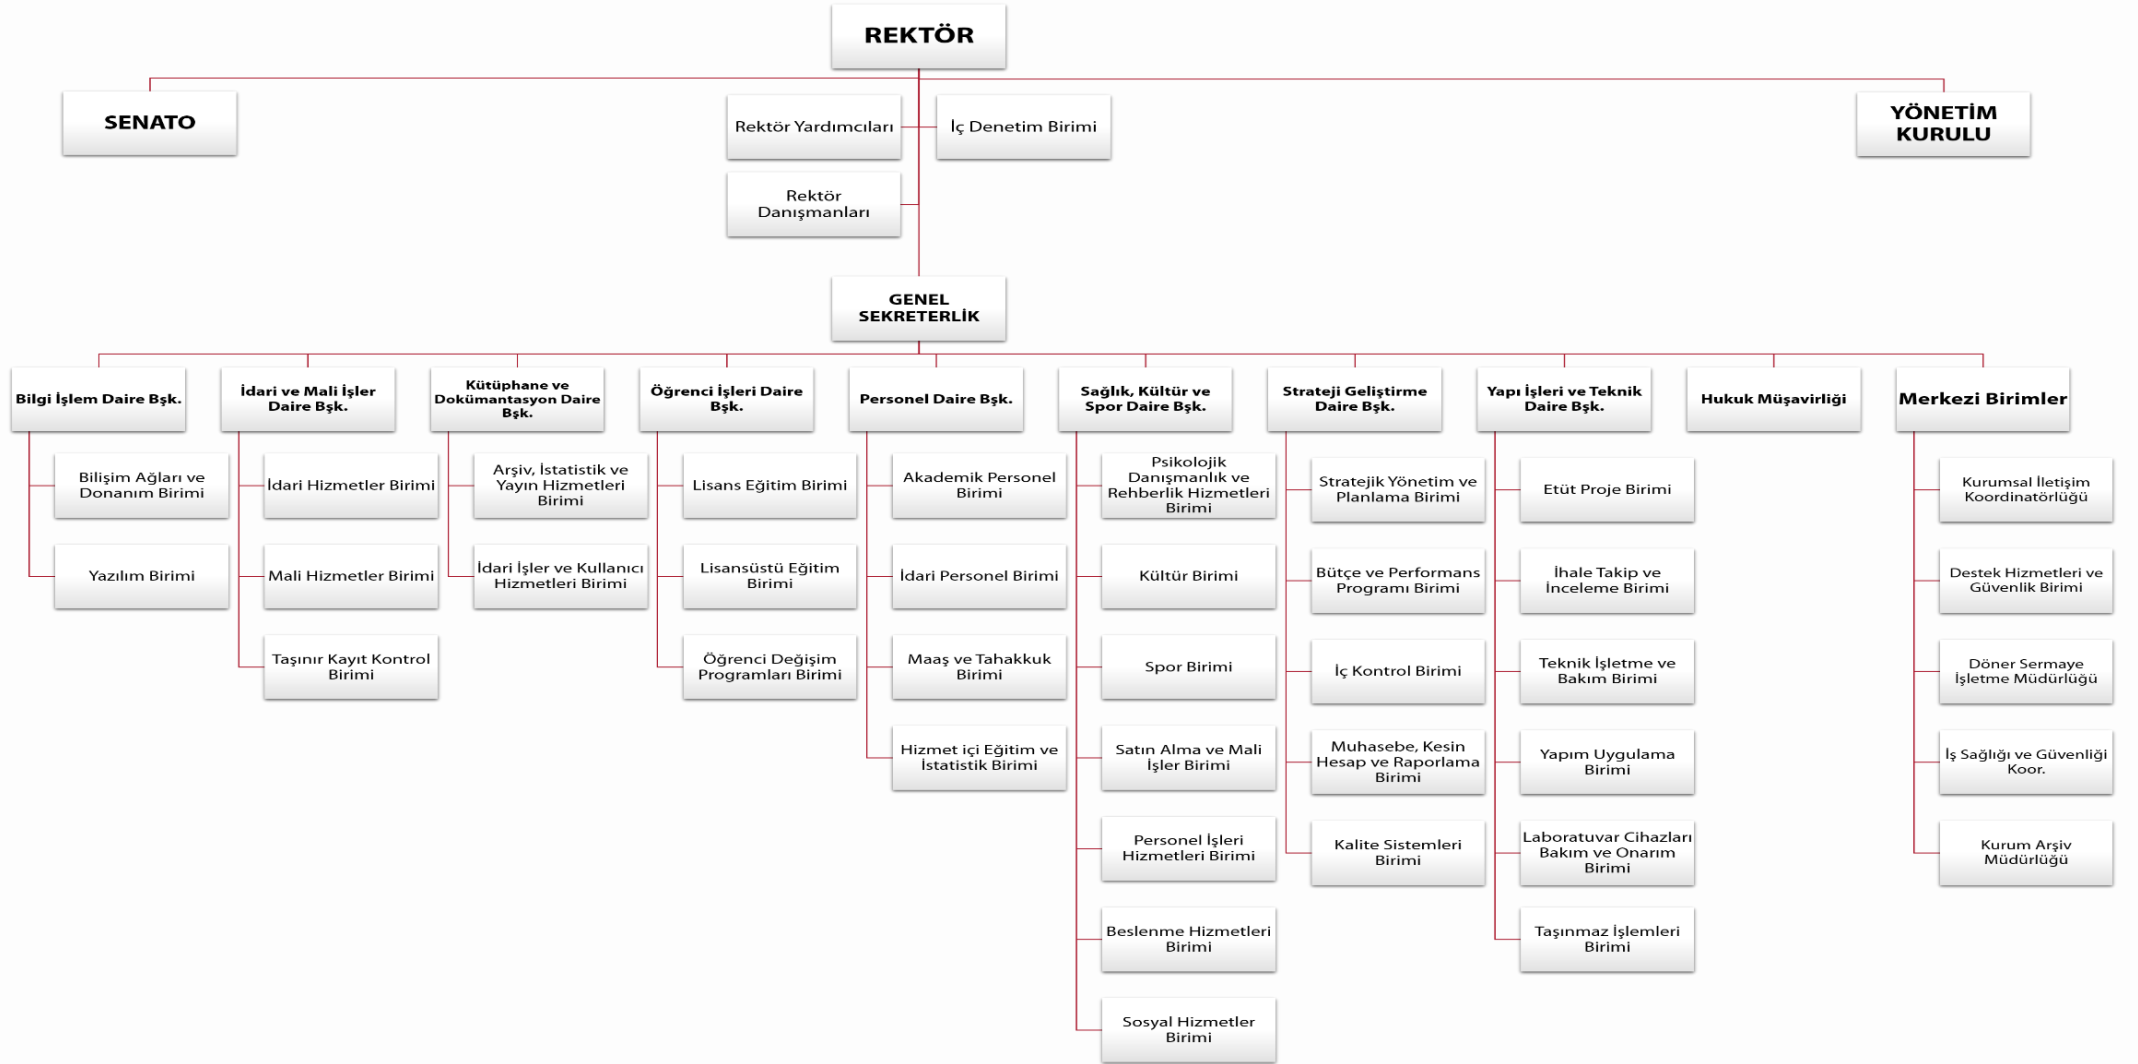 REKTÖR
SENATO
Rektör Yardımcıları
İç Denetim Birimi
YÖNETİM
KURULU
Rektör
Danışmanları
GENEL
SEKRETERLİK
Bilgi İşlem Daire Bşk.
İdari ve Mali İşler
Daire Bşk.
Kütüphane ve
Dokümantasyon Daire
Bşk.
Öğrenci İşleri Daire
Bşk.
Personel Daire Bşk.
Sağlık, Kültür ve
Spor Daire Bşk.
Strateji Geliştirme
Daire Bşk.
Yapı İşleri ve Teknik
Daire Bşk.
Hukuk Müşavirliği
Merkezi Birimler
Bilişim Ağları ve
Donanım Birimi
Yazılım Birimi
İdari Hizmetler Birimi
Mali Hizmetler Birimi
Taşınır Kayıt Kontrol
Birimi
Arşiv, İstatistik ve
Yayın Hizmetleri
Birimi
İdari İşler ve Kullanıcı
Hizmetleri Birimi
Lisans Eğitim Birimi
Lisansüstü Eğitim
Birimi
Öğrenci Değişim
Programları Birimi
Akademik Personel
Birimi
İdari Personel Birimi
Maaş ve Tahakkuk
Birimi
Hizmet içi Eğitim ve
İstatistik Birimi
Psikolojik
Danışmanlık ve
Rehberlik Hizmetleri
Birimi
Kültür Birimi
Spor Birimi
Satın Alma ve Mali
İşler Birimi
Personel İşleri
Hizmetleri Birimi
Beslenme Hizmetleri
Birimi
Sosyal Hizmetler
Birimi
Stratejik Yönetim ve
Planlama Birimi
Bütçe ve Performans
Programı Birimi
İç Kontrol Birimi
Muhasebe, Kesin
Hesap ve Raporlama
Birimi
Kalite Sistemleri
Birimi
Etüt Proje Birimi
İhale Takip ve
İnceleme Birimi
Teknik İşletme ve
Bakım Birimi
Yapım Uygulama
Birimi
Laboratuvar Cihazları
Bakım ve Onarım
Birimi
Taşınmaz İşlemleri
Birimi
Kurumsal İletişim
Koordinatörlüğü
Destek Hizmetleri ve
Güvenlik Birimi
Döner Sermaye
İşletme Müdürlüğü
İş Sağlığı ve Güvenliği
Koor.
Kurum Arşiv
Müdürlüğü